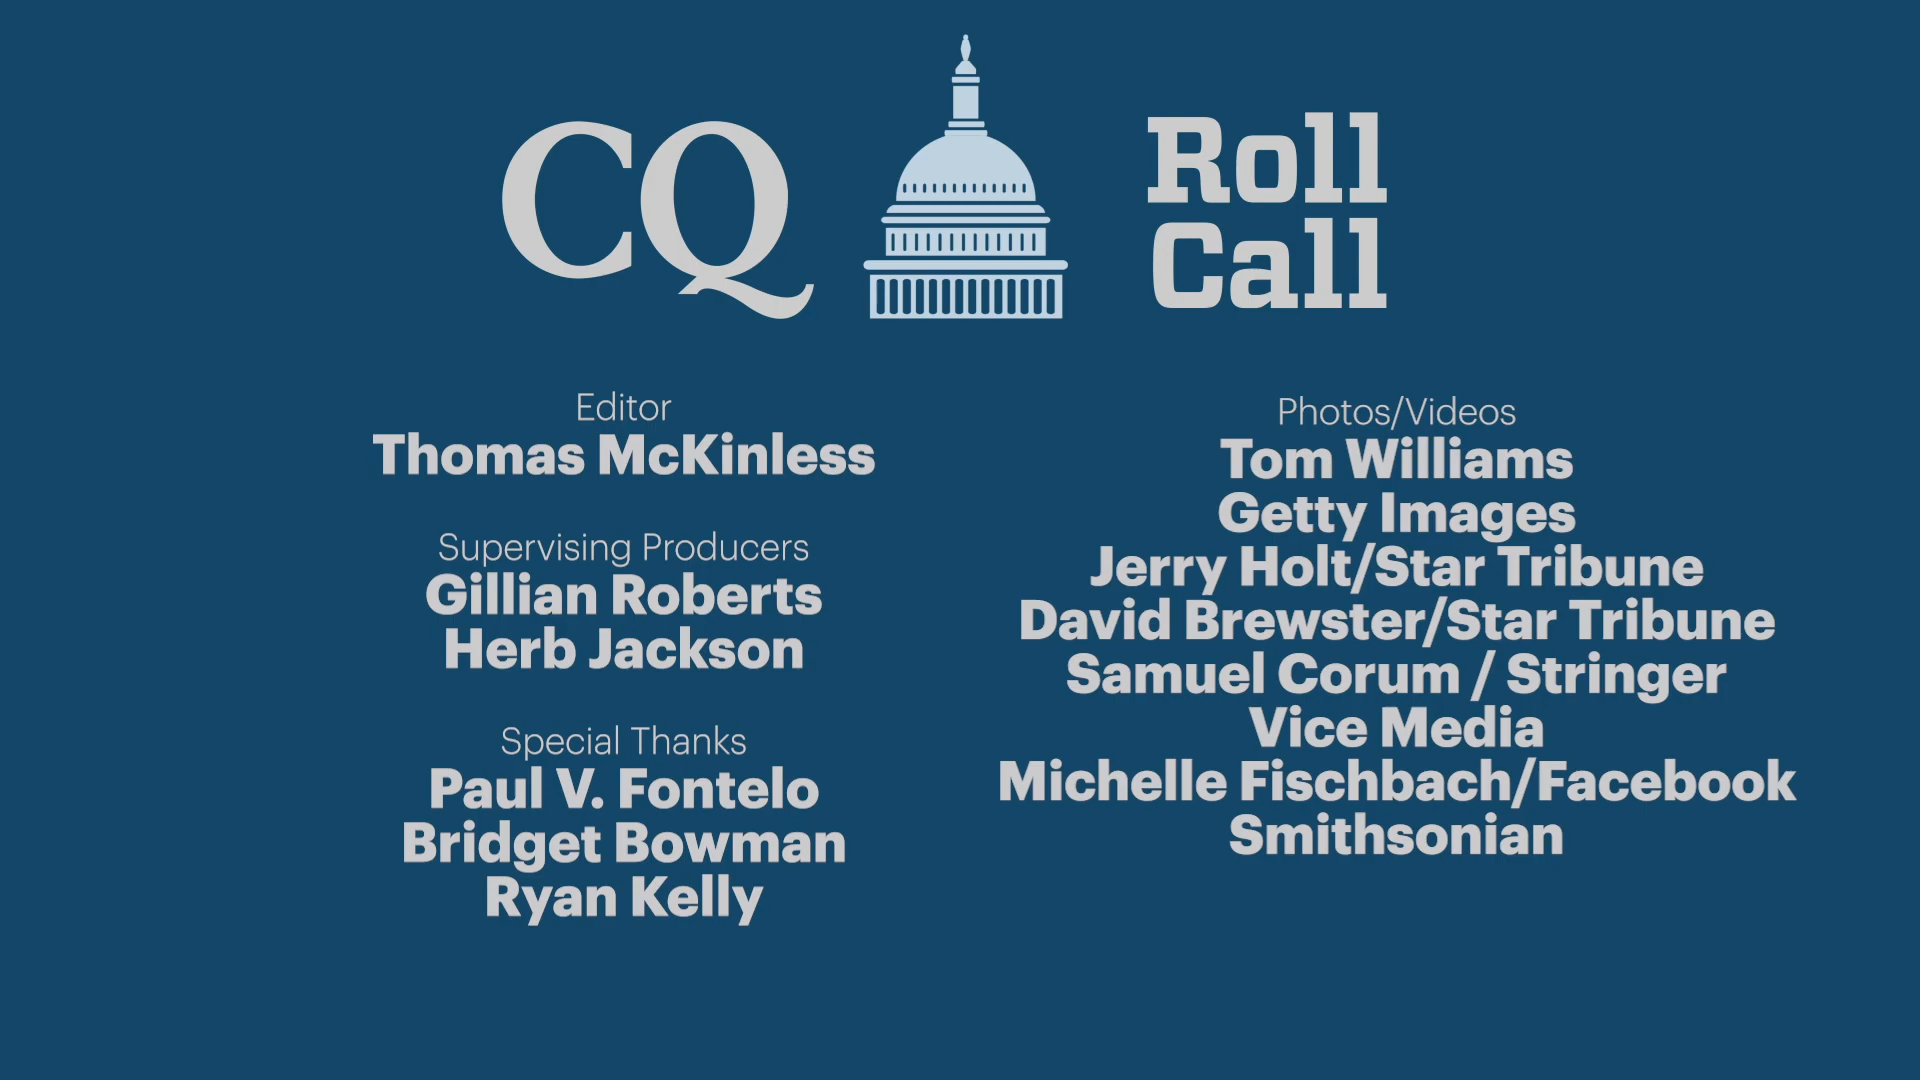 CQ
Roll
Call
Editor
Thomas McKinless
Supervising Producers
Gillian Roberts
Herb Jackson
Special Thanks
Paul V. Fontelo
Bridget Bowman
Ryan Kelly
Photos/Videos
Tom Williams
Getty Images
Jerry Holt/Star Tribune
David Brewster/Star Tribune
Samuel Corum / Stringer
Vice Media
Michelle Fischbach/Facebook
Smithsonian